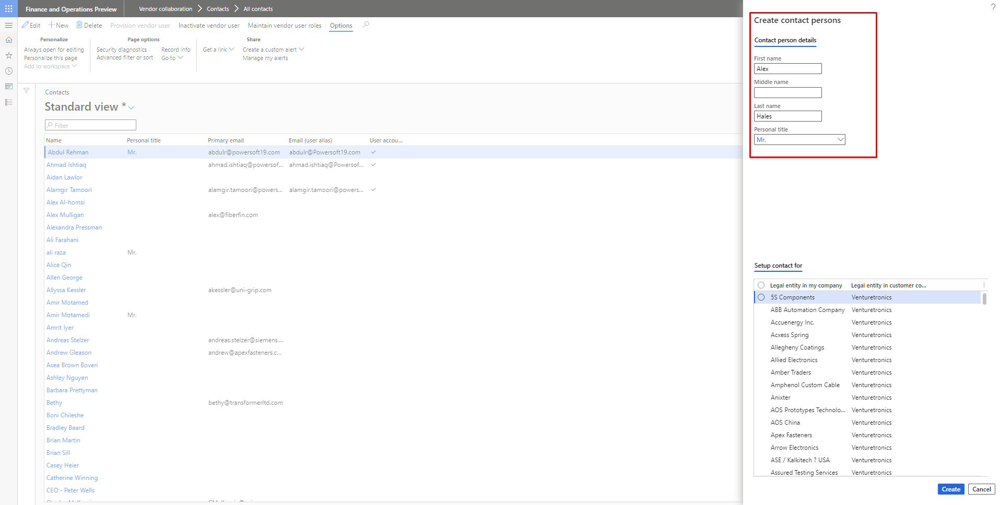 Finance and Operations Preview
Vendor collaboration > Contacts > All contacts
?
Edit New Delete Provision vendor user Inactivate vendor user Maintain vendor user roles Options
Personalize
Always open for editing
Personalize this page
Add to workspace
Page options
Security diagnostics Record info
Advanced filter or sort Go to
Get a link
Share
Create a custom alert
Manage my alerts
Contacts
Standard view *
Filter
Name Personal title Primary email Email (user alias) User accou...
Abdul Rehman Mr. abdulr@powersoft19.com abdulr@Powersoft19.com
Ahmad Ishtiaq ahmad.ishtiaq@powersof... ahmad.ishtiaq@Powersof...
Aidan Lawlor
Alamgir Tamoori alamgir.tamoori@powers... alamgir.tamoori@powers...
Alex Al-homsi
Alex Mulligan alex@fiberfin.com
Alexandra Pressman
Ali Farahani
ali raza Mr.
Alice Qin
Allen George
Allyssa Kessler akessler@uni-grip.com
Amir Motamed
Amir Motamedi Mr.
Amrit Iyer
Andreas Stelzer andreas.stelzer@siemens....
Andrew Gleason andrew@apexfasteners.c...
Asea Brown Boveri
Ashley Nguyen
Barbara Prettyman
Bethy bethy@transformerltd.com
Boni Chileshe
Bradley Beard
Brian Martin
Brian Sill
Casey Heier
Catherine Winning
CEO - Peter Wells
Create contact persons
Contact person details
First name
Alex
Middle name
Last name
Hales
Personal title
Mr.
Setup contact for
Legal entity in my company Legal entity in customer co...
5S Components Venturetronics
ABB Automation Company Venturetronics
Accuenergy Inc. Venturetronics
Acxess Spring Venturetronics
Allegheny Coatings Venturetronics
Allied Electronics Venturetronics
Amber Traders Venturetronics
Amphenol Custom Cable Venturetronics
Anixter Venturetronics
AOS Prototypes Technolo... Venturetronics
AOS China Venturetronics
Apex Fasteners Venturetronics
Arrow Electronics Venturetronics
ASE / Kalkitech ? USA Venturetronics
Assured Testing Services Venturetronics
Create Cancel